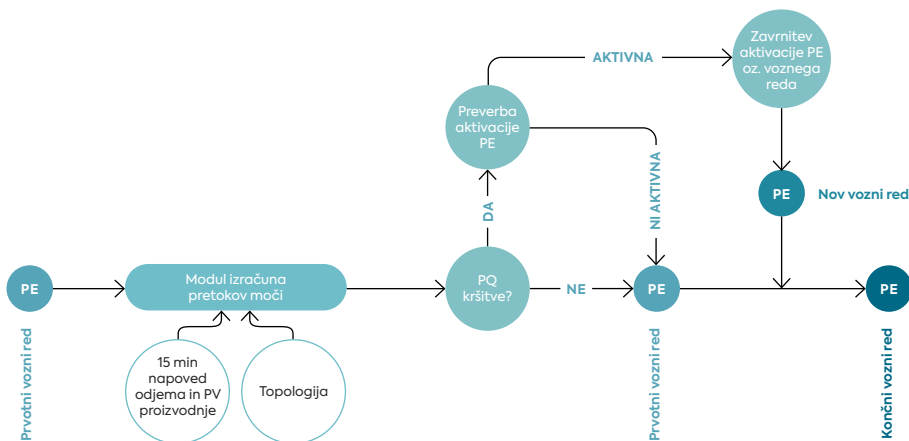 Zavrnitev
aktivacije PE
oz. voznega
reda
AKTIVNA
Preverba
aktivacije
PE
NI AKTIVNA
PE
Nov vozni red
DA
PE
Prvotni vozni red
Modul izračuna
pretokov moči
PQ
kršitve?
NE
PE
Prvotni vozni red
PE
Končni vozni red
15 min
napoved
odjema in PV
proizvodnje
Topologija